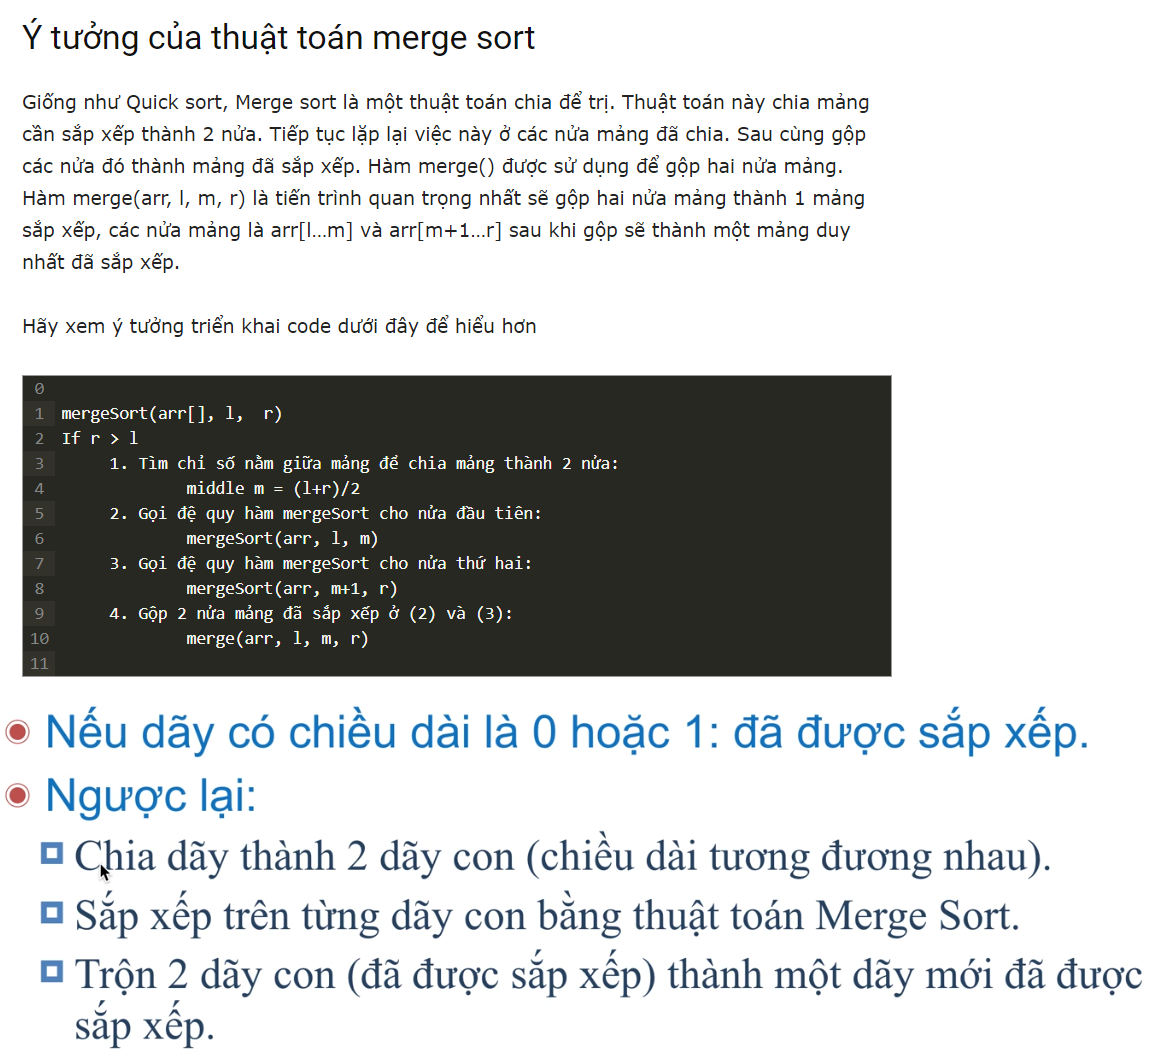 Ý tưởng của thuật toán merge sort
Giống như Quick sort, Merge sort là một thuật toán chia để trị. Thuật toán này chia mảng
cần sắp xếp thành 2 nửa. Tiếp tục lặp lại việc này ở các nửa mảng đã chia. Sau cùng gộp
các nửa đó thành mảng đã sắp xếp. Hàm merge() được sử dụng để gộp hai nửa mảng.
Hàm merge(arr, l, m, r) là tiến trình quan trọng nhất sẽ gộp hai nửa mảng thành 1 mảng
sắp xếp, các nửa mảng là arr[l…m] và arr[m+1…r] sau khi gộp sẽ thành một mảng duy
nhất đã sắp xếp.
Hãy xem ý tưởng triển khai code dưới đây để hiểu hơn
0
1 mergeSort(arr[], l,  r)
2 If r > l
3 1. Tìm chỉ số nằm giữa mảng để chia mảng thành 2 nửa:
4 middle m = (l+r)/2
5 2. Gọi đệ quy hàm mergeSort cho nửa đầu tiên:
6 mergeSort(arr, l, m)
7 3. Gọi đệ quy hàm mergeSort cho nửa thứ hai:
8 mergeSort(arr, m+1, r)
9 4. Gộp 2 nửa mảng đã sắp xếp ở (2) và (3):
10 merge(arr, l, m, r)
11
Nếu dãy có chiều dài là 0 hoặc 1: đã được sắp xếp.
Ngược lại:
Chia dãy thành 2 dãy con (chiều dài tương đương nhau).
Sắp xếp trên từng dãy con bằng thuật toán Merge Sort.
Trộn 2 dãy con (đã được sắp xếp) thành một dãy mới đã được
sắp xếp.